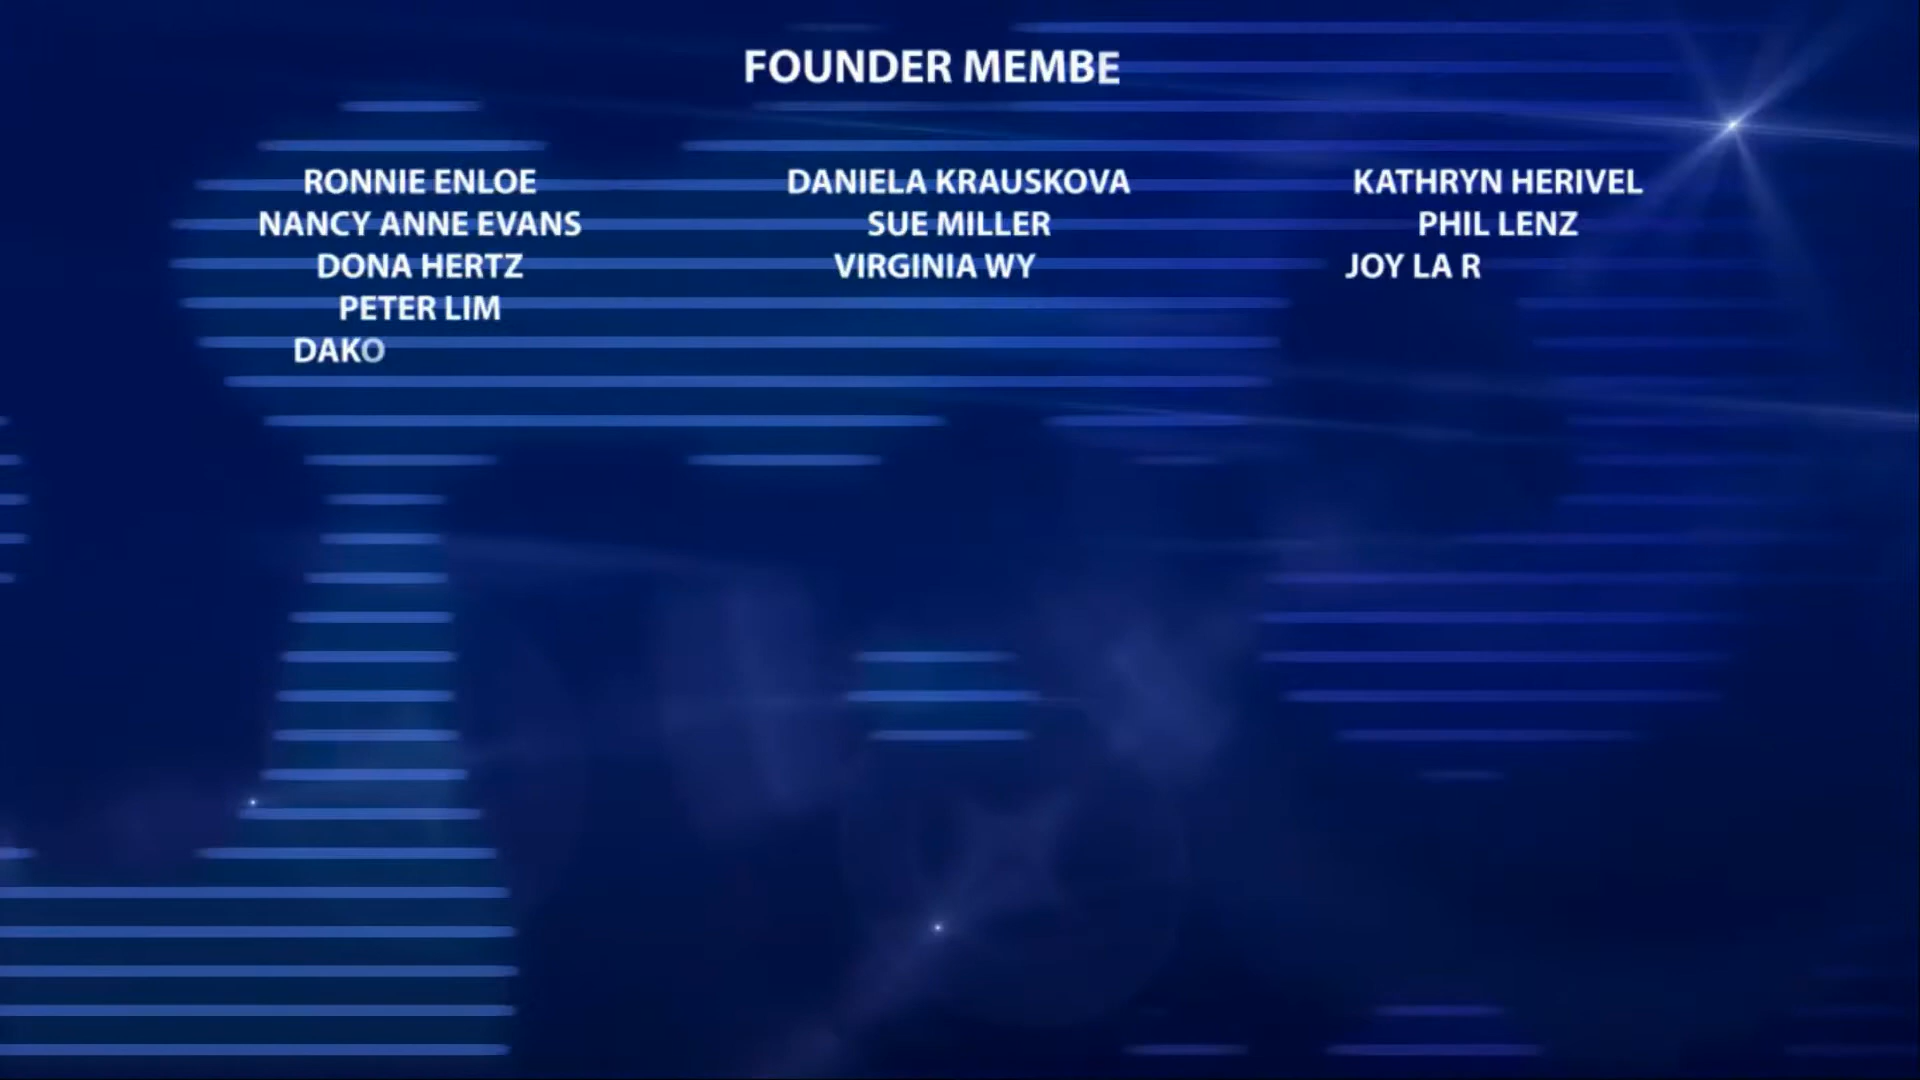 FOUNDER MEMBE
RONNIE ENLOE
NANCY ANNE EVANS
DONA HERTZ
PETER LIM
DAKO
DANIELA KRAUSKOVA
SUE MILLER
VIRGINIA WY
KATHRYN HERIVEL
PHIL LENZ
JOY LA R